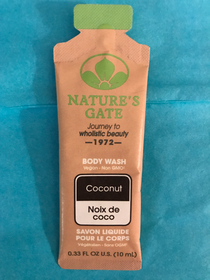 NATURE'S
GATE
Journey to
wholistic beauty
—1972—
BODY WASH
Vegan • Non GMO
Coconut
Noix de
coco
SAVON LIQUIDE
POUR LE CORPS
0.33 FL OZ U.S. (10 mL)